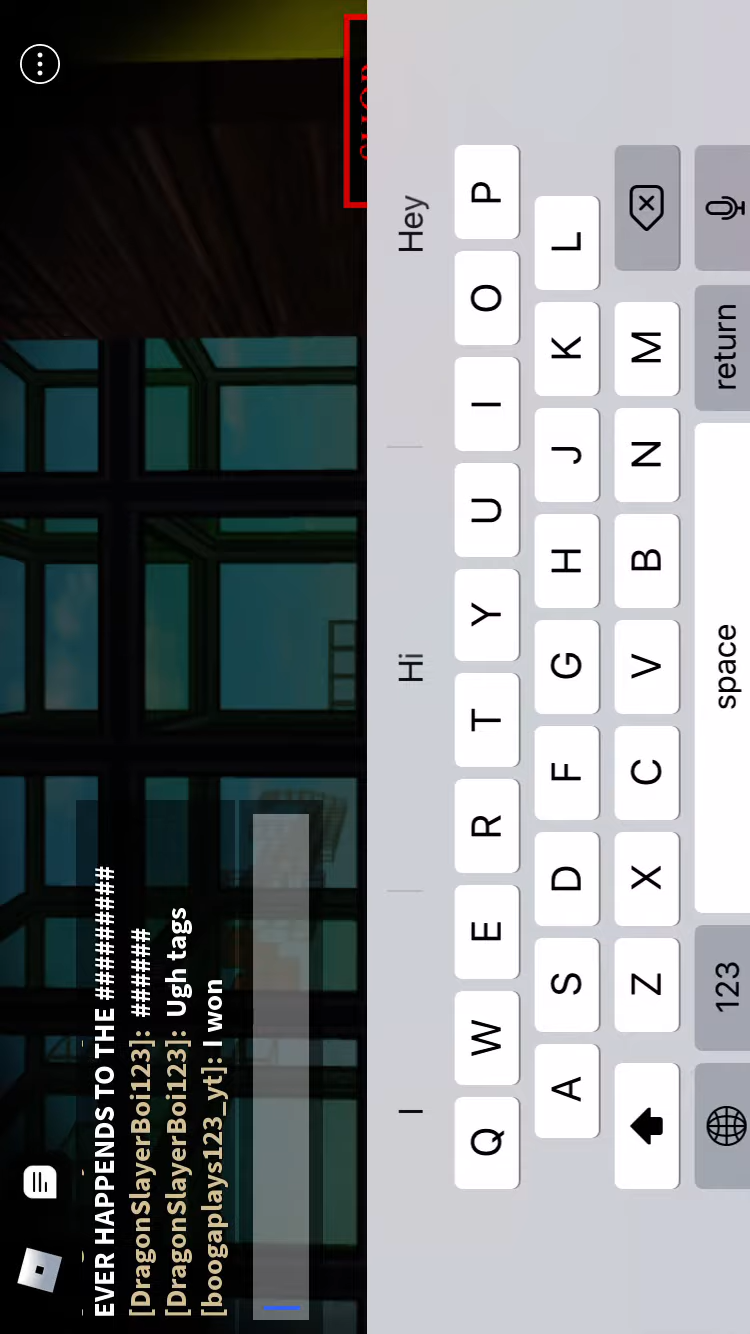 EVER HAPPENDS TO THE ##########
[DragonSlayerBoi123]: ######
[DragonSlayerBoi123]: Ugh tags
[boogaplays123_yt]: I won
I
Hi
Hey
Q W E R T Y U I O P
A S D F G H J K L
Z X C V B N M
123
space
return